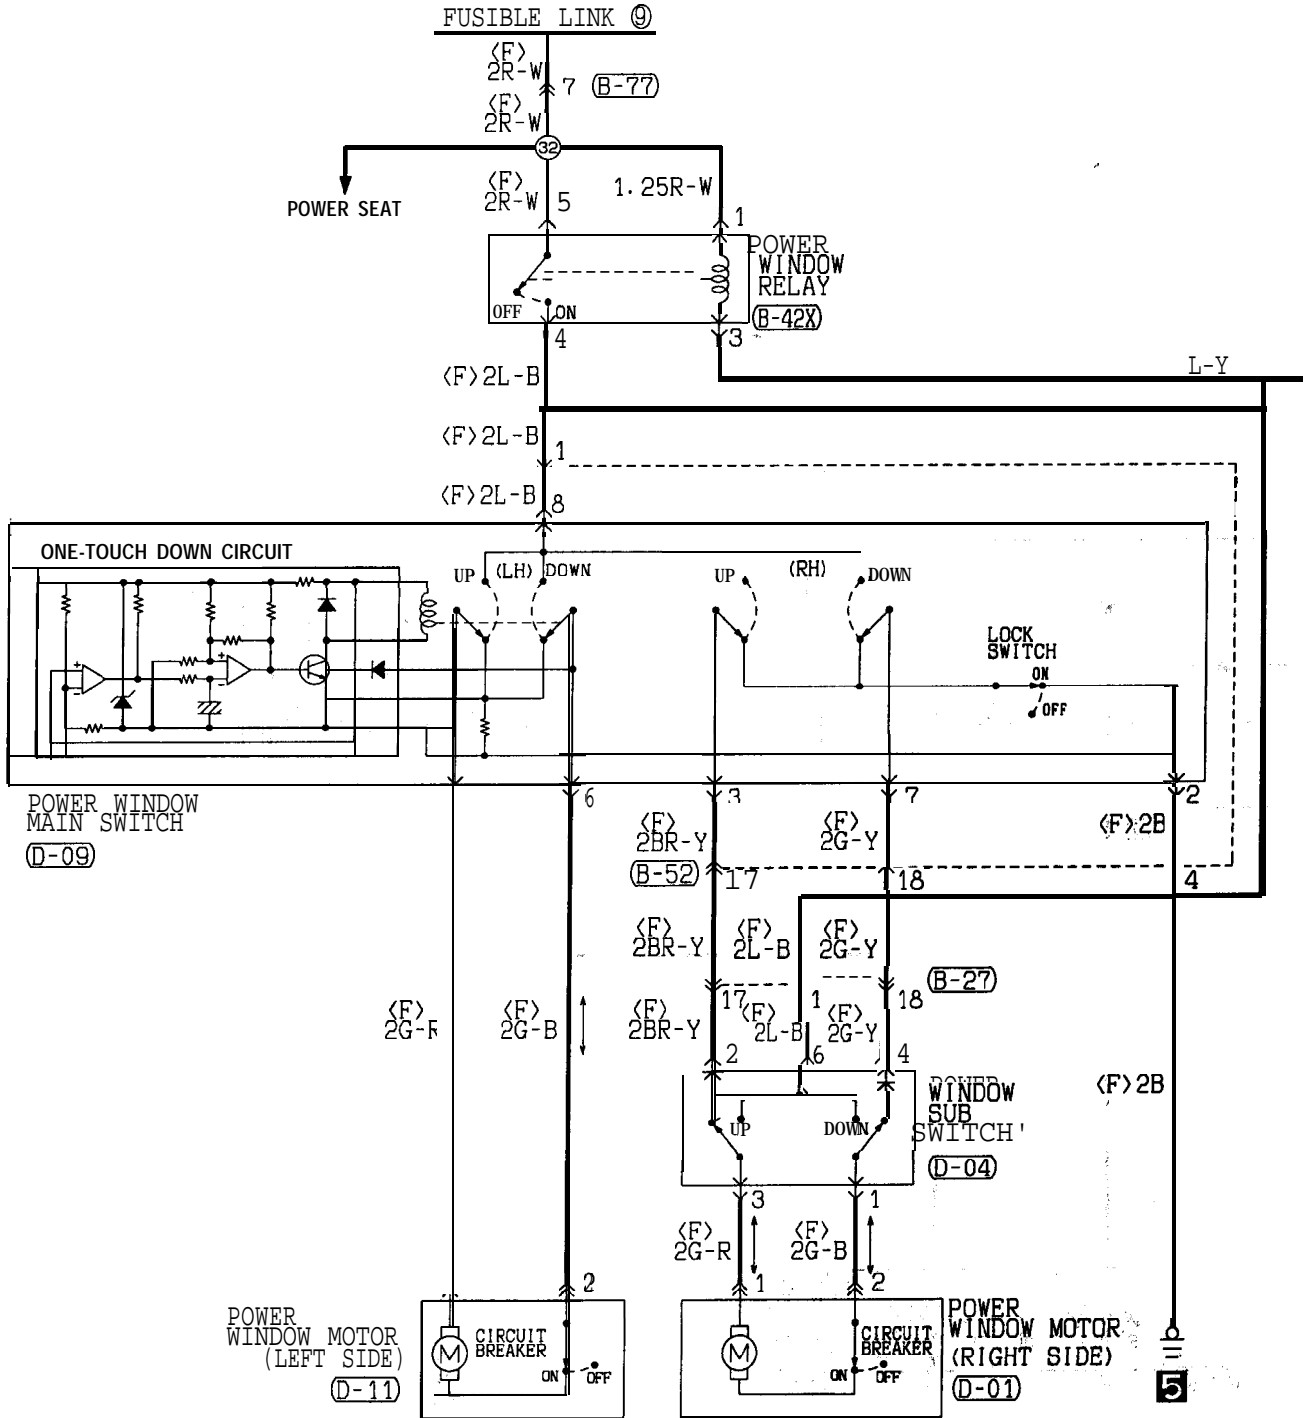 FUSIBLE LINK ⑨
⟨F⟩
2R-W
7
B-77
⟨F⟩
2R-W
32
POWER SEAT
⟨F⟩
2R-W
5
1.25R-W
1
POWER
WINDOW
RELAY
B-42X
OFF
ON
4
3
⟨F⟩2L-B
L-Y
⟨F⟩2L-B
1
⟨F⟩2L-B
8
ONE-TOUCH DOWN CIRCUIT
UP
(LH)
DOWN
UP
(RH)
DOWN
LOCK
SWITCH
ON
OFF
POWER WINDOW
MAIN SWITCH
D-09
6
3
7
2
⟨F⟩
2BR-Y
⟨F⟩
2G-Y
⟨F⟩2B
B-52
17
18
4
⟨F⟩
2BR-Y
⟨F⟩
2L-B
⟨F⟩
2G-Y
B-27
17
1
18
⟨F⟩
2G-R
⟨F⟩
2G-B
⟨F⟩
2BR-Y
⟨F⟩
2L-B
⟨F⟩
2G-Y
2
6
4
POWER
WINDOW
SUB
SWITCH'
D-04
UP
DOWN
⟨F⟩2B
3
1
⟨F⟩
2G-R
⟨F⟩
2G-B
2
1
2
POWER
WINDOW MOTOR
(LEFT SIDE)
D-11
M
CIRCUIT
BREAKER
ON
OFF
M
CIRCUIT
BREAKER
ON
OFF
POWER
WINDOW MOTOR
(RIGHT SIDE)
D-01
5